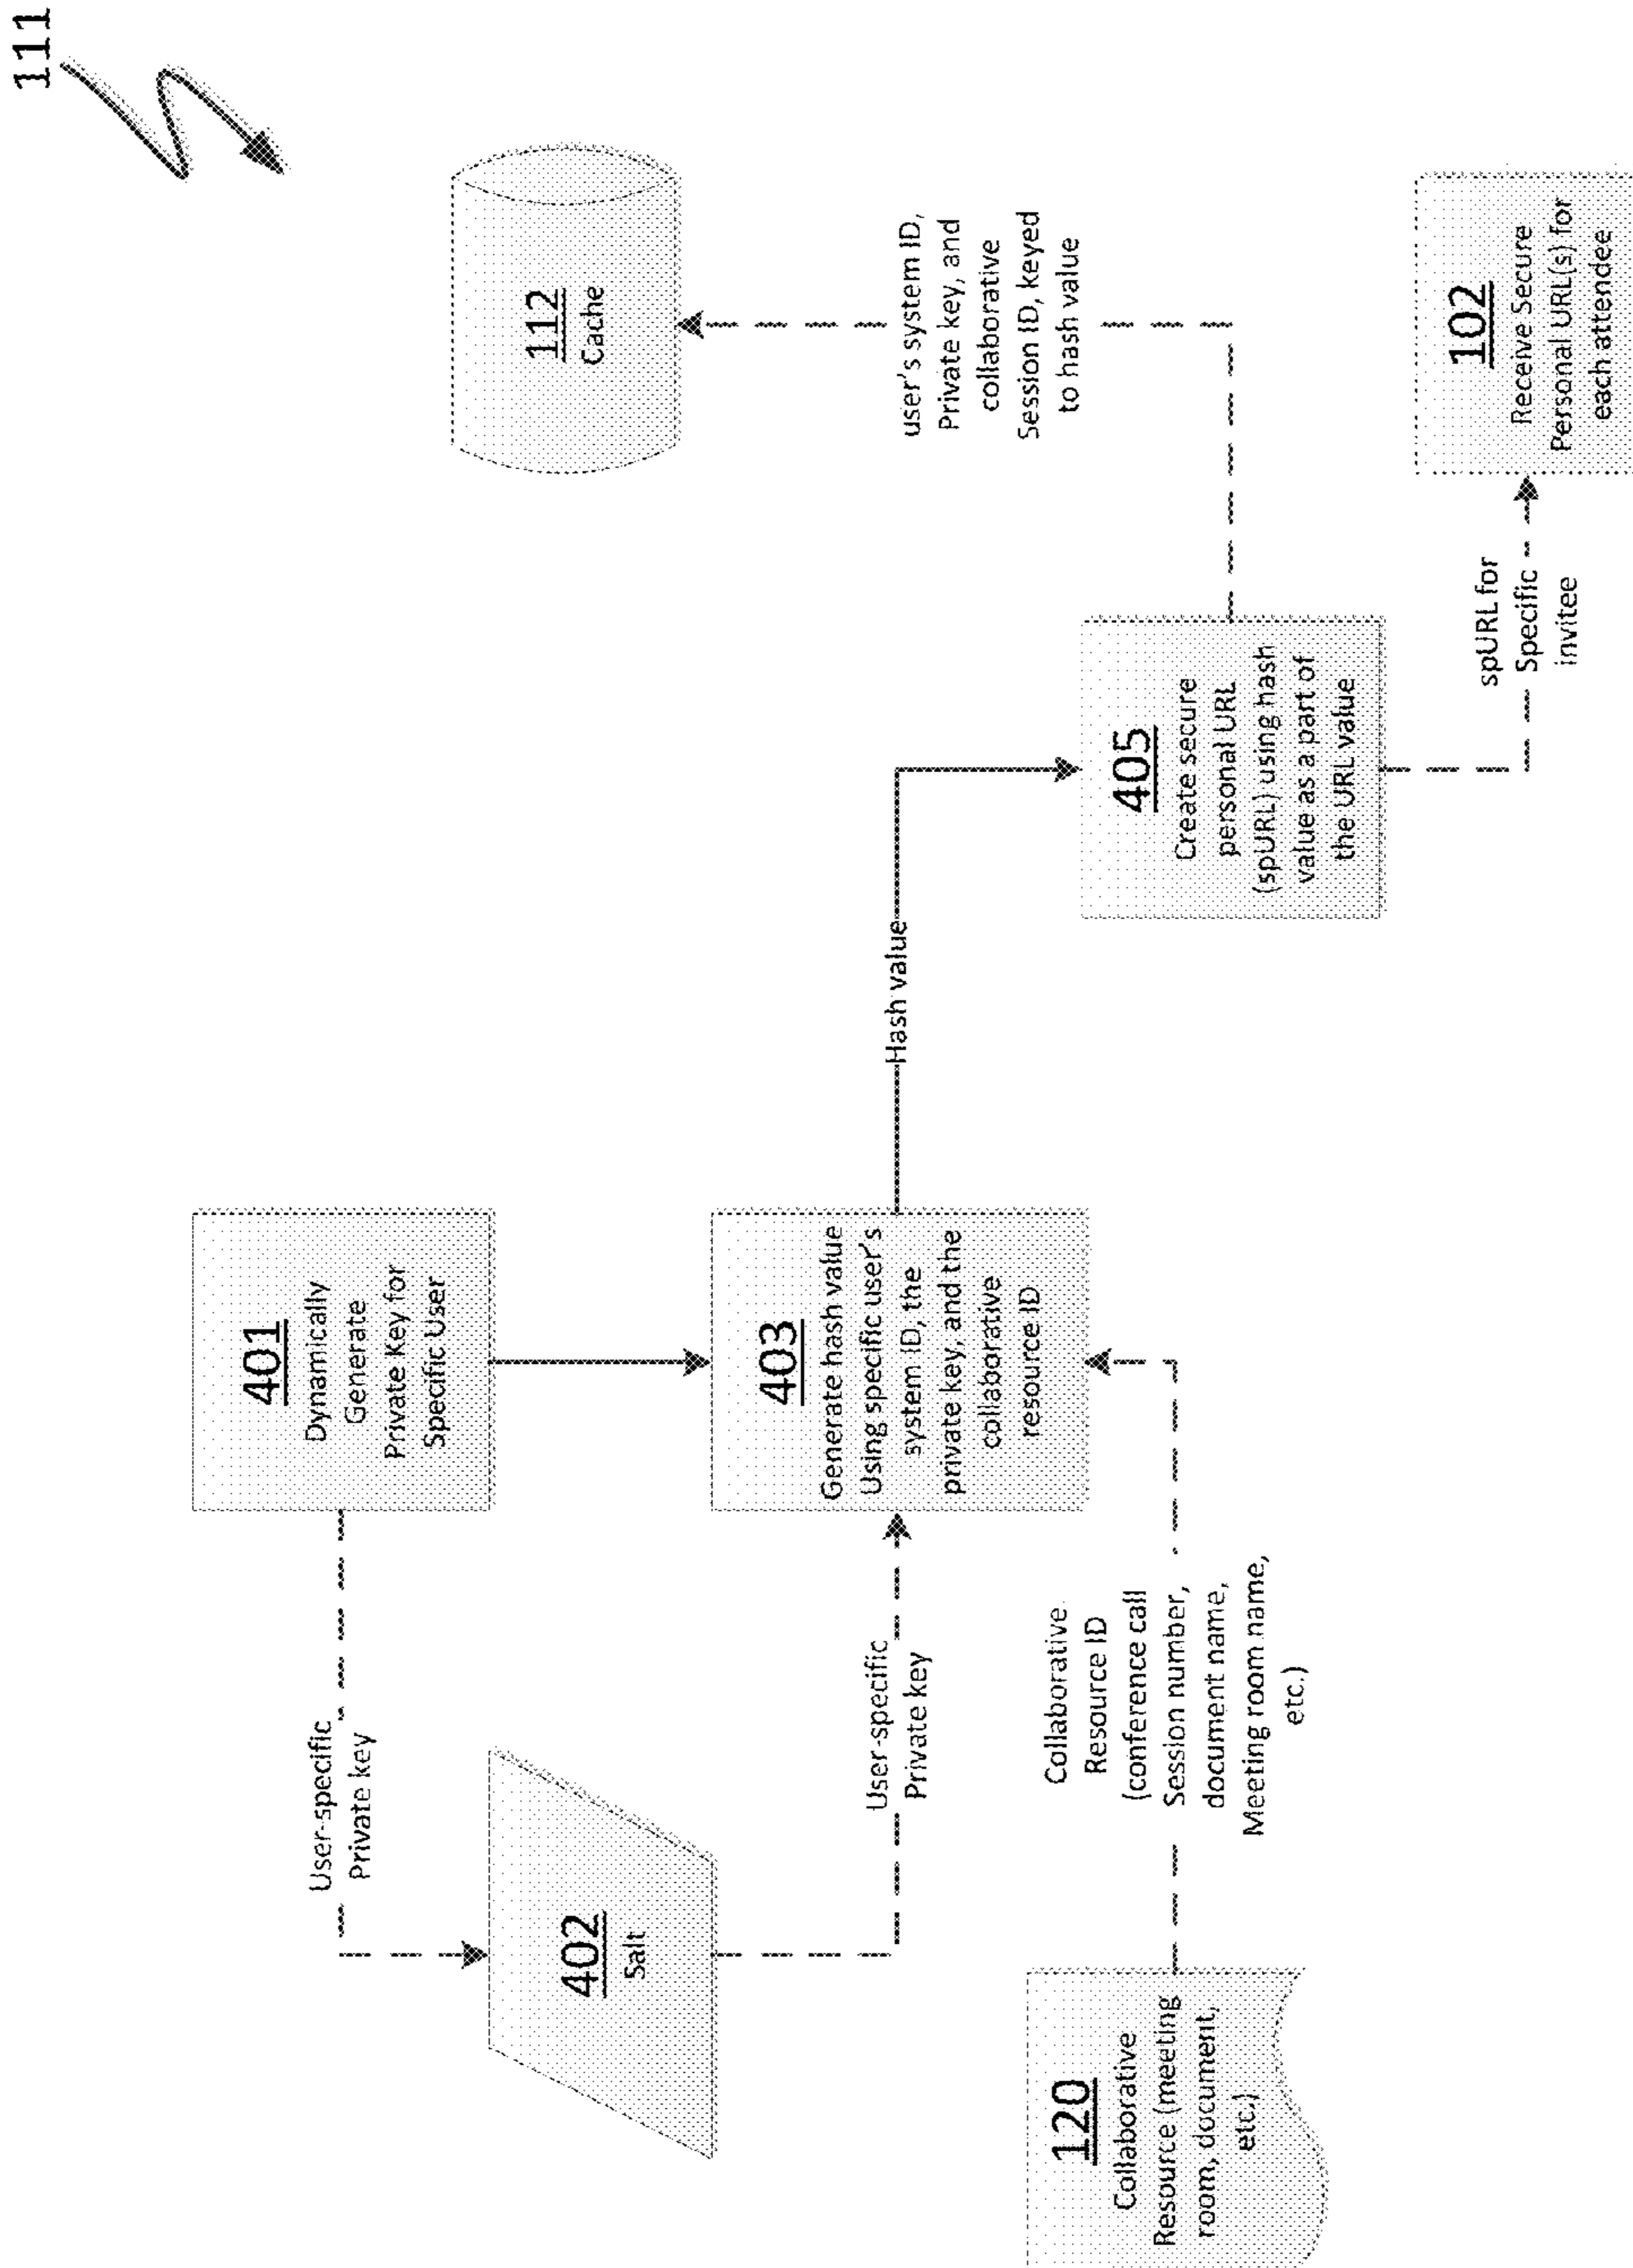 111
401
Dynamically
Generate
Private Key for
Specific User
User-specific
Private key
402
Salt
User-specific
Private key
403
Generate hash value
Using specific user's
system ID, the
private key, and the
collaborative
resource ID
120
Collaborative
Resource (meeting
room, document,
etc.)
Collaborative
Resource ID
(conference call
Session number,
document name,
Meeting room name,
etc.)
Hash value
405
Create secure
personal URL
(spURL) using hash
value as a part of
the URL value
112
Cache
user's system ID,
Private key, and
collaborative
Session ID, keyed
to hash value
spURL for
Specific
invitee
102
Receive Secure
Personal URL(s) for
each attendee